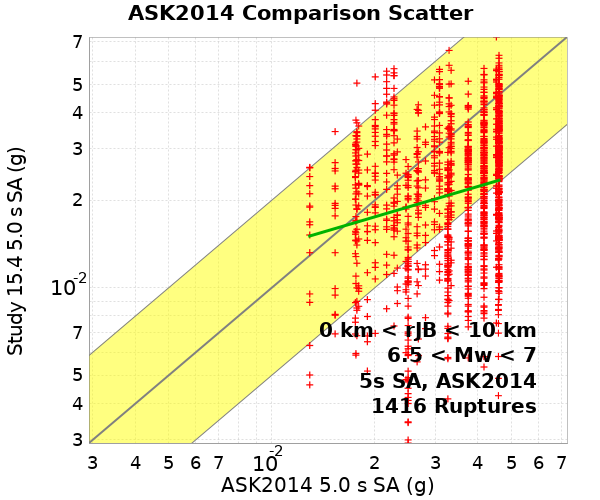 ASK2014 Comparison Scatter
Study 15.4 5.0 s SA (g)
7
5
4
3
2
10-2
7
5
4
3
0 km < rJB < 10 km
6.5 < Mw < 7
5s SA, ASK2014
1416 Ruptures
3 4 5 6 7 10-2 2 3 4 5 6 7
ASK2014 5.0 s SA (g)